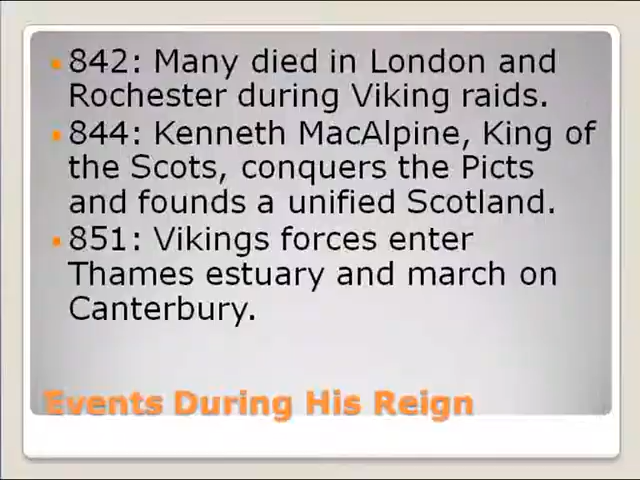 842: Many died in London and
Rochester during Viking raids.
844: Kenneth MacAlpine, King of
the Scots, conquers the Picts
and founds a unified Scotland.
851: Vikings forces enter
Thames estuary and march on
Canterbury.
Events During His Reign